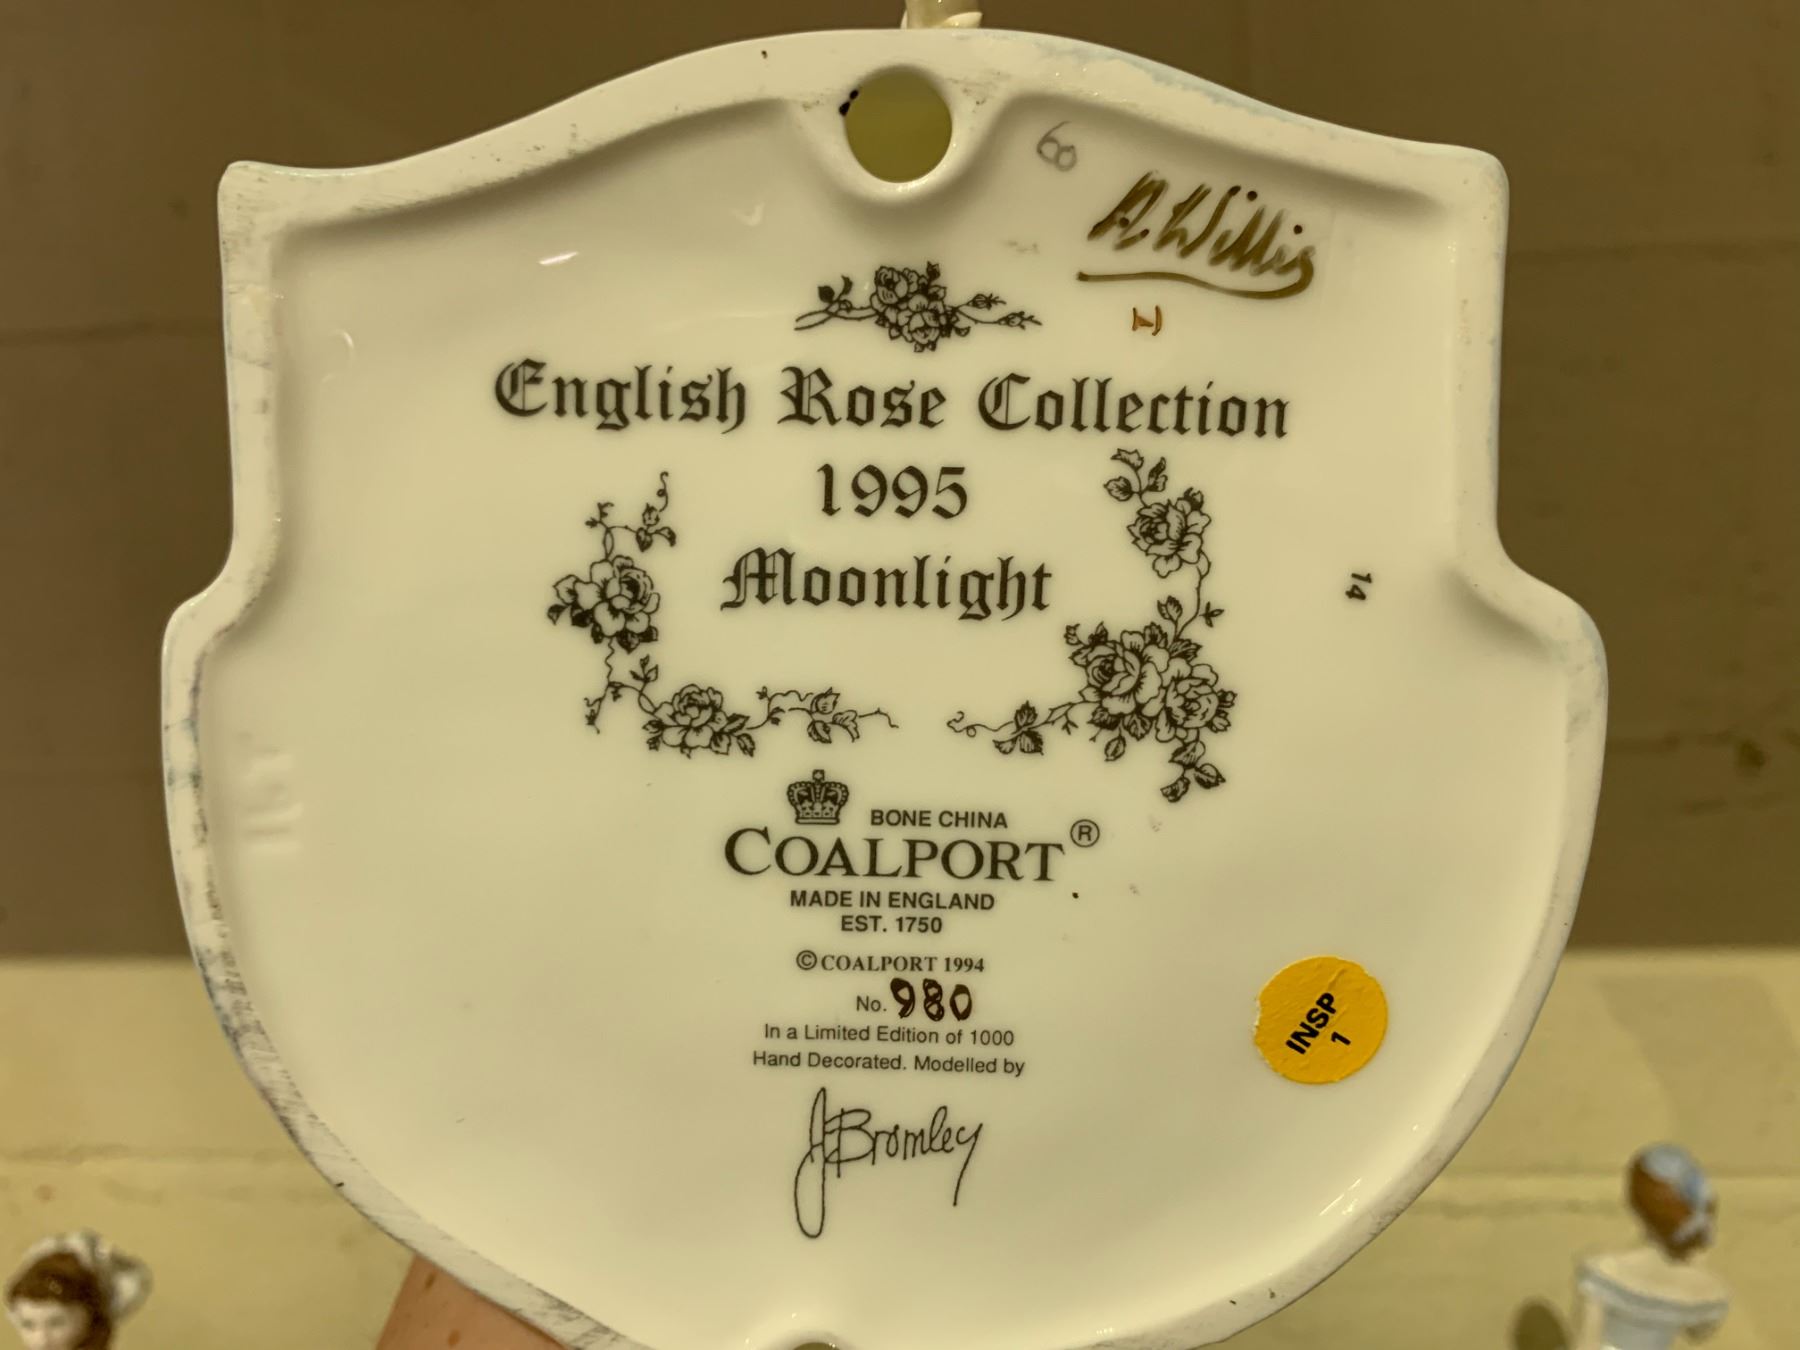 60
A. Willis
English Rose Collection
1995
Moonlight
14
BONE CHINA
COALPORT®
MADE IN ENGLAND
EST. 1750
© COALPORT 1994
No. 980
In a Limited Edition of 1000
Hand Decorated. Modelled by
J Bromley
INSP
1